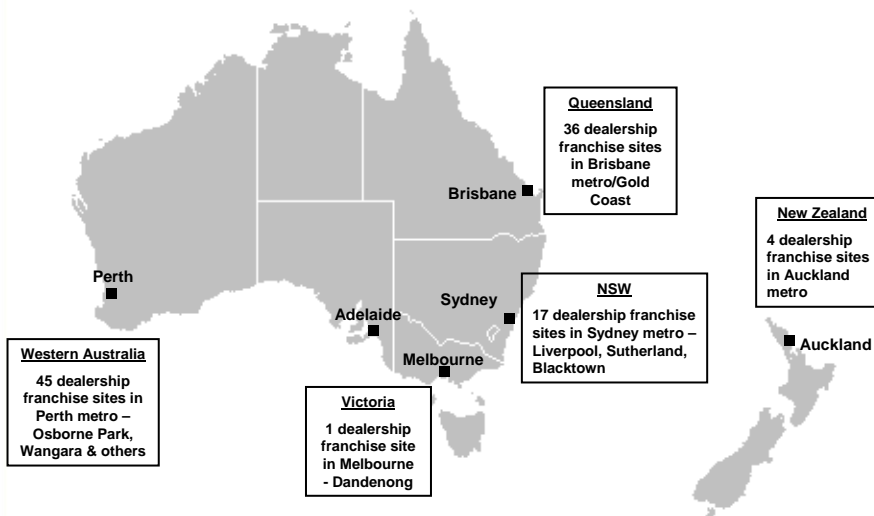 Queensland
36 dealership
franchise sites
in Brisbane
metro/Gold
Coast
Brisbane
New Zealand
4 dealership
franchise sites
in Auckland
metro
Perth
Adelaide
Sydney
NSW
17 dealership franchise
sites in Sydney metro –
Liverpool, Sutherland,
Blacktown
Auckland
Western Australia
45 dealership
franchise sites in
Perth metro –
Osborne Park,
Wangara & others
Melbourne
Victoria
1 dealership
franchise site
in Melbourne
- Dandenong